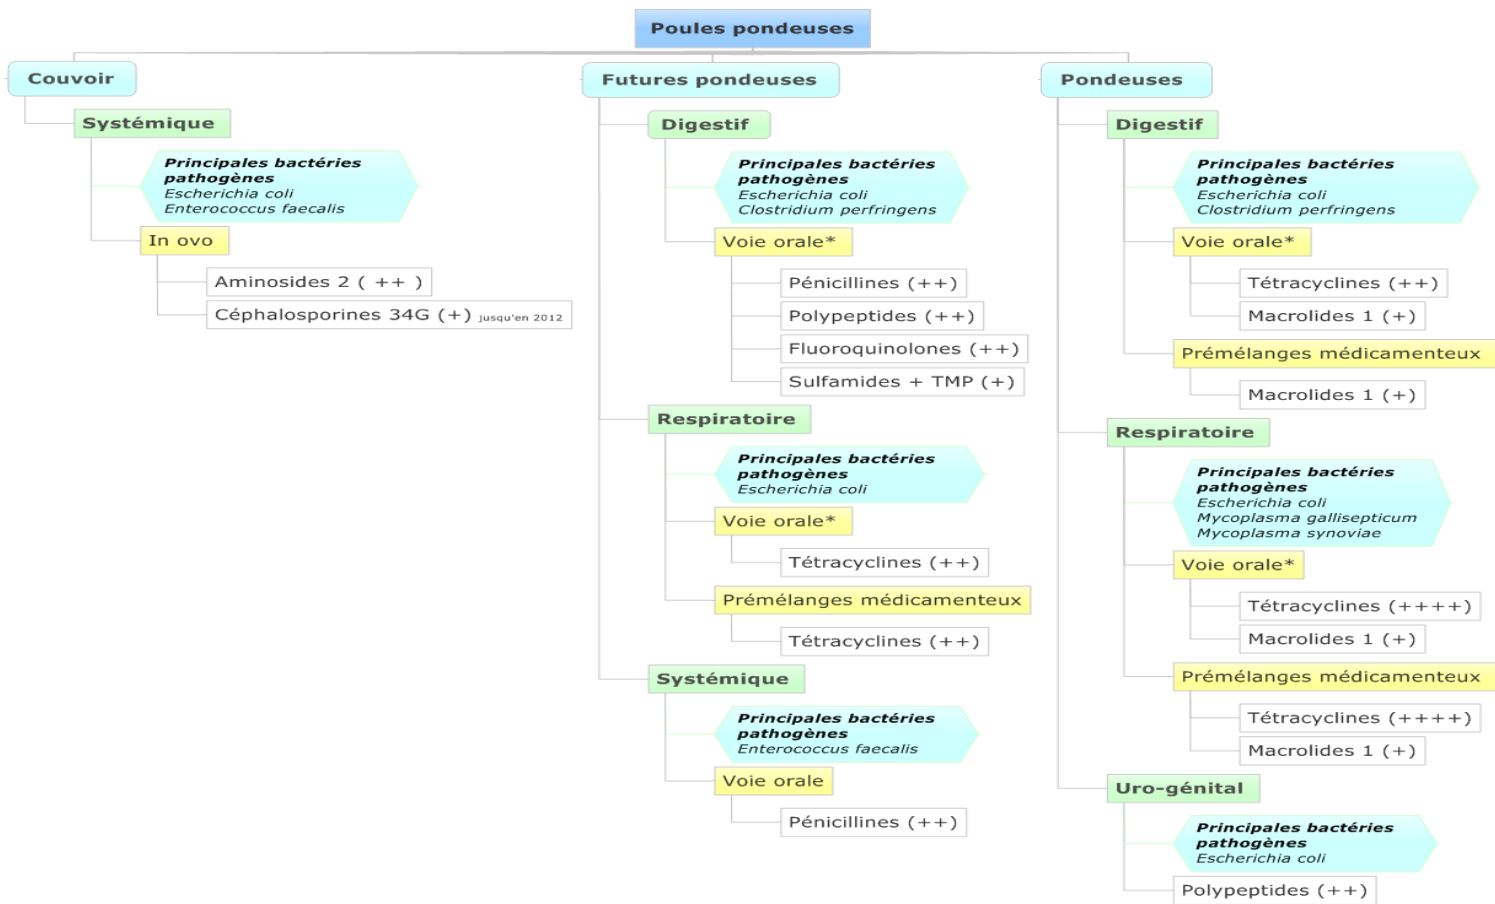 Poules pondeuses
Couvoir
Systémique
Principales bactéries
pathogènes
Escherichia coli
Enterococcus faecalis
In ovo
Aminosides 2 ( ++ )
Céphalosporines 34G (+) jusqu'en 2012
Futures pondeuses
Digestif
Principales bactéries
pathogènes
Escherichia coli
Clostridium perfringens
Voie orale*
Pénicillines (++)
Polypeptides (++)
Fluoroquinolones (++)
Sulfamides + TMP (+)
Respiratoire
Principales bactéries
pathogènes
Escherichia coli
Voie orale*
Tétracyclines (++)
Prémélanges médicamenteux
Tétracyclines (++)
Systémique
Principales bactéries
pathogènes
Enterococcus faecalis
Voie orale
Pénicillines (++)
Pondeuses
Digestif
Principales bactéries
pathogènes
Escherichia coli
Clostridium perfringens
Voie orale*
Tétracyclines (++)
Macrolides 1 (+)
Prémélanges médicamenteux
Macrolides 1 (+)
Respiratoire
Principales bactéries
pathogènes
Escherichia coli
Mycoplasma gallisepticum
Mycoplasma synoviae
Voie orale*
Tétracyclines (++++)
Macrolides 1 (+)
Prémélanges médicamenteux
Tétracyclines (++++)
Macrolides 1 (+)
Uro-génital
Principales bactéries
pathogènes
Escherichia coli
Polypeptides (++)